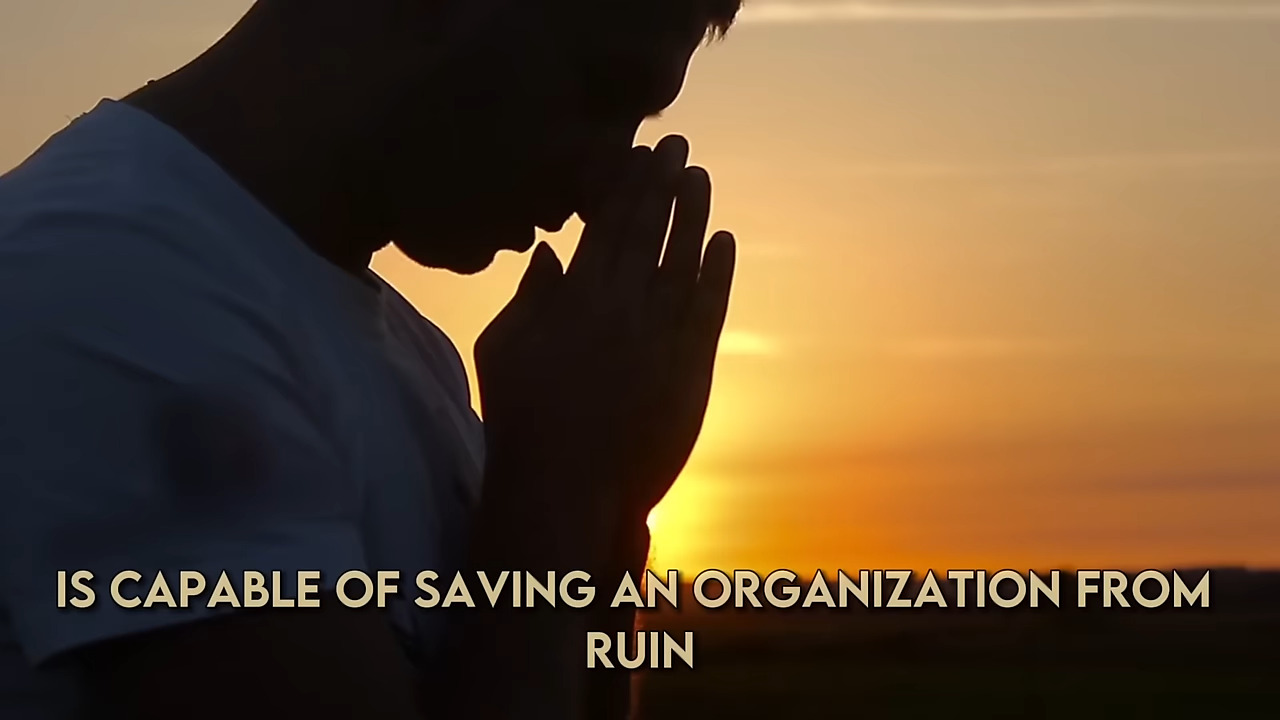 IS CAPABLE OF SAVING AN ORGANIZATION FROM
RUIN